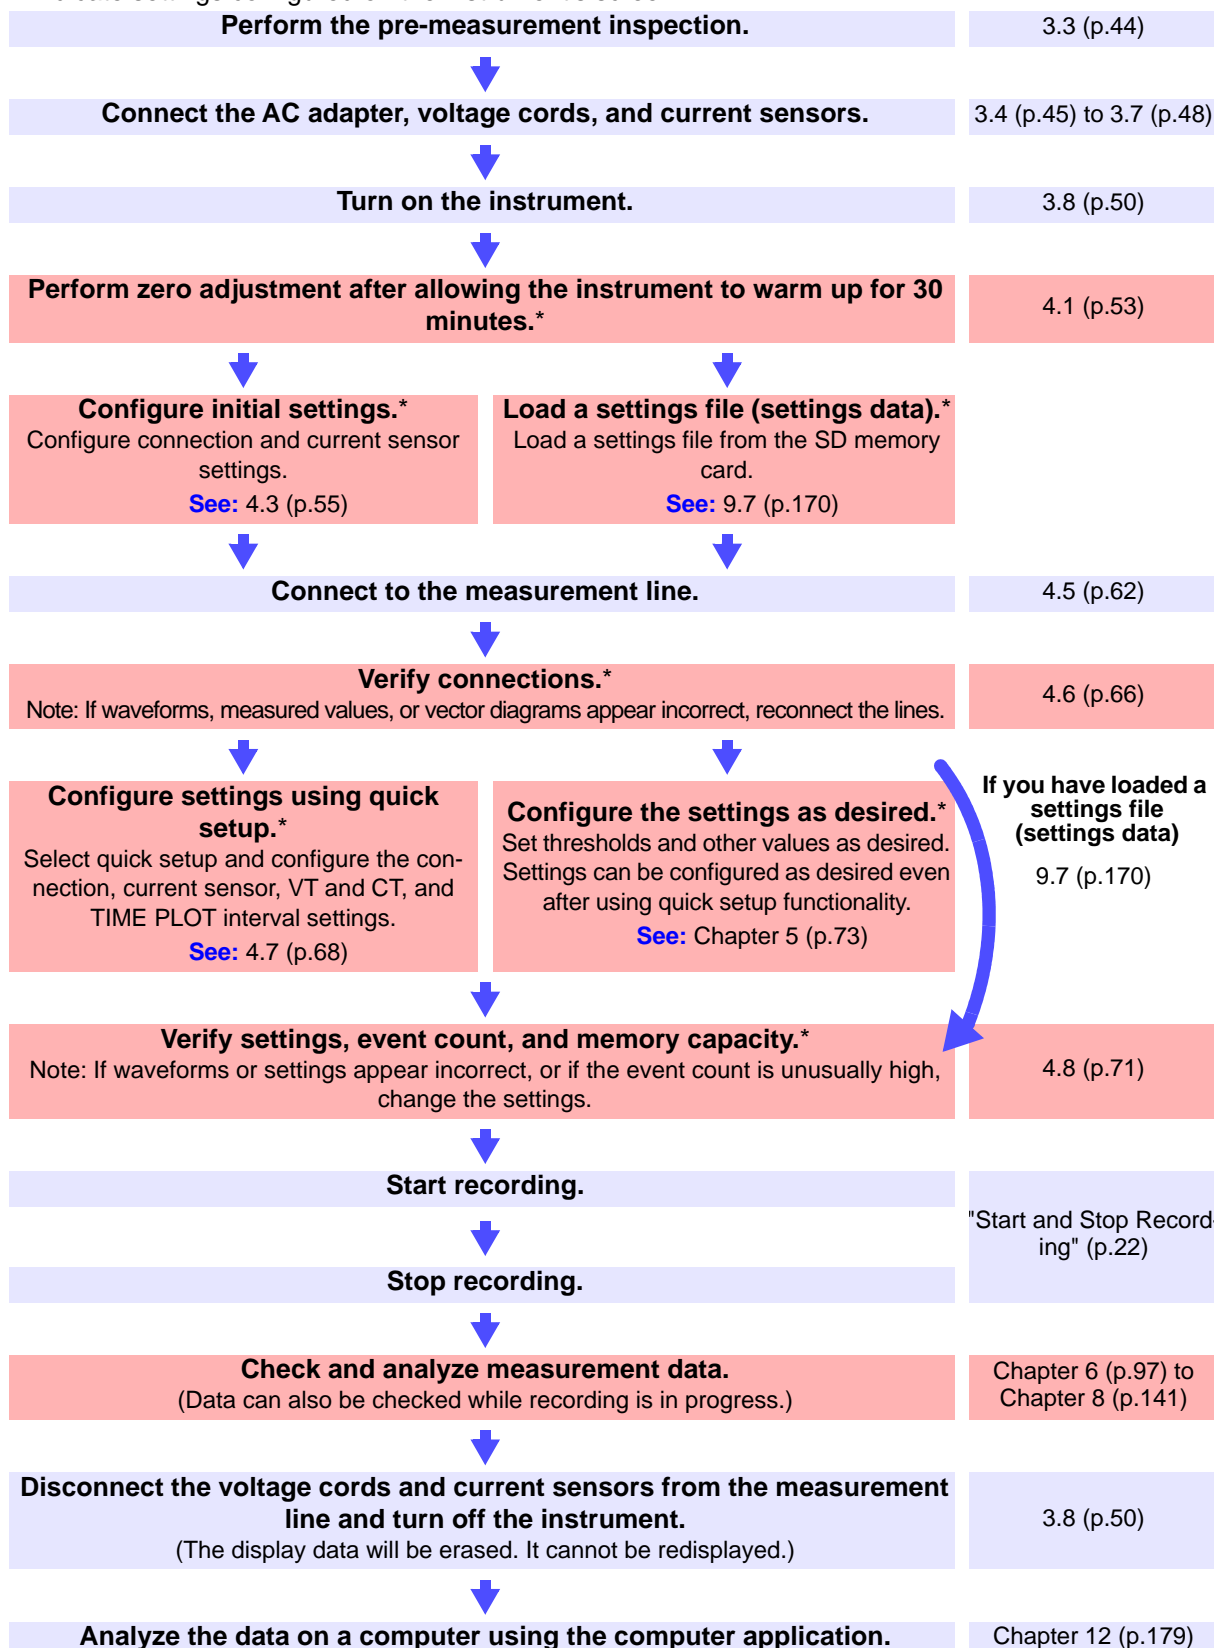 Perform the pre-measurement inspection.
3.3 (p.44)
Connect the AC adapter, voltage cords, and current sensors.
3.4 (p.45) to 3.7 (p.48)
Turn on the instrument.
3.8 (p.50)
Perform zero adjustment after allowing the instrument to warm up for 30
minutes.*
4.1 (p.53)
Configure initial settings.*
Configure connection and current sensor
settings.
See: 4.3 (p.55)
Load a settings file (settings data).*
Load a settings file from the SD memory
card.
See: 9.7 (p.170)
Connect to the measurement line.
4.5 (p.62)
Verify connections.*
Note: If waveforms, measured values, or vector diagrams appear incorrect, reconnect the lines.
4.6 (p.66)
Configure settings using quick
setup.*
Select quick setup and configure the con-
nection, current sensor, VT and CT, and
TIME PLOT interval settings.
See: 4.7 (p.68)
Configure the settings as desired.*
Set thresholds and other values as desired.
Settings can be configured as desired even
after using quick setup functionality.
See: Chapter 5 (p.73)
If you have loaded a
settings file
(settings data)
9.7 (p.170)
Verify settings, event count, and memory capacity.*
Note: If waveforms or settings appear incorrect, or if the event count is unusually high,
change the settings.
4.8 (p.71)
Start recording.
"Start and Stop Record-
ing" (p.22)
Stop recording.
Check and analyze measurement data.
(Data can also be checked while recording is in progress.)
Chapter 6 (p.97) to
Chapter 8 (p.141)
Disconnect the voltage cords and current sensors from the measurement
line and turn off the instrument.
(The display data will be erased. It cannot be redisplayed.)
3.8 (p.50)
Analyze the data on a computer using the computer application.
Chapter 12 (p.179)